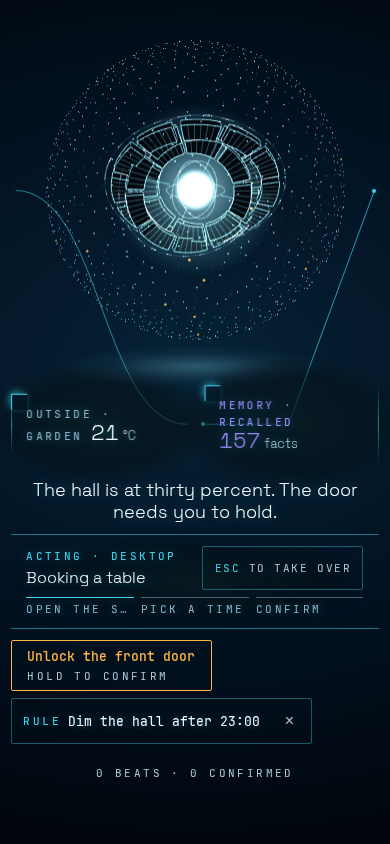 OUTSIDE ·
GARDEN 21 °C
MEMORY ·
RECALLED
157 facts
The hall is at thirty percent. The door
needs you to hold.
ACTING · DESKTOP
Booking a table
ESC TO TAKE OVER
OPEN THE S… PICK A TIME CONFIRM
Unlock the front door
HOLD TO CONFIRM
RULE Dim the hall after 23:00 ×
0 BEATS · 0 CONFIRMED